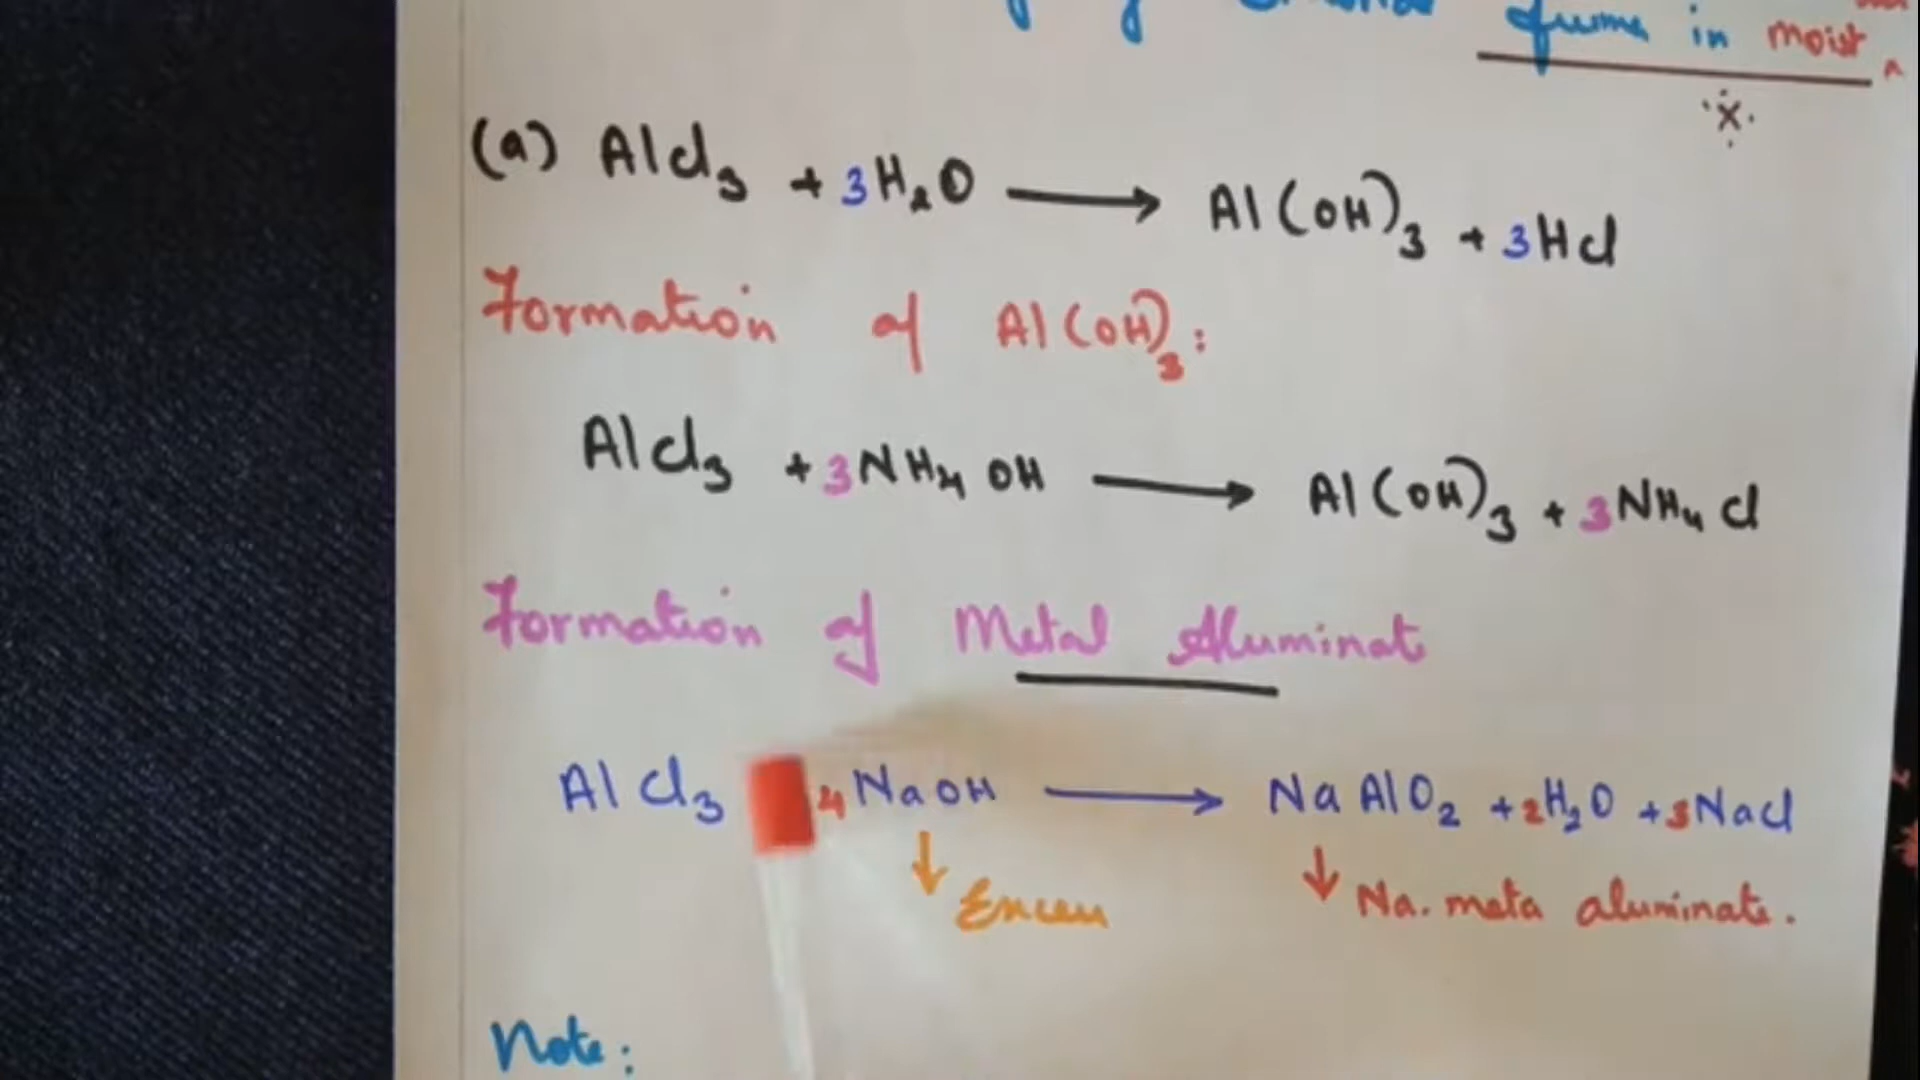 fume in moist
(a) AlCl₃ + 3H₂O ⟶ Al(OH)₃ + 3HCl
Formation of Al(OH)₃:
AlCl₃ + 3NH₄OH ⟶ Al(OH)₃ + 3NH₄Cl
Formation of Metal Aluminate
AlCl₃ 4NaOH ⟶ NaAlO₂ + 2H₂O + 3NaCl
↓ Excess ↓ Na. meta aluminate.
Note: